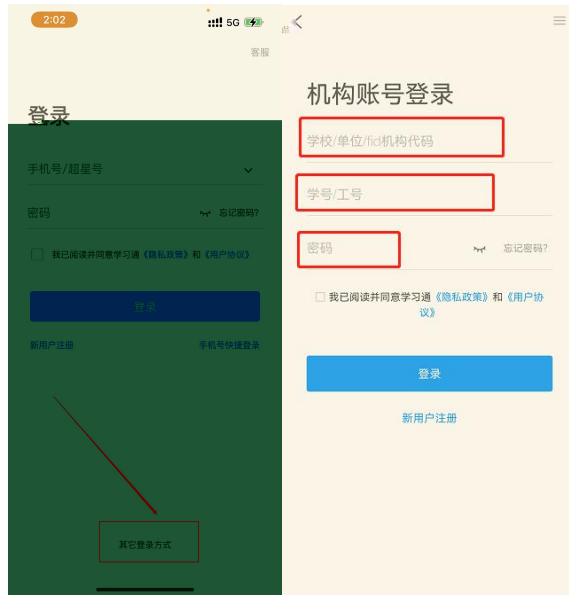 2:02
5G
客服
登录
手机号/超星号
密码
忘记密码?
我已阅读并同意学习通《隐私政策》和《用户协议》
登录
新用户注册
手机号快捷登录
其它登录方式
机构账号登录
学校/单位/fid机构代码
学号/工号
密码
忘记密码?
我已阅读并同意学习通《隐私政策》和《用户协
议》
登录
新用户注册